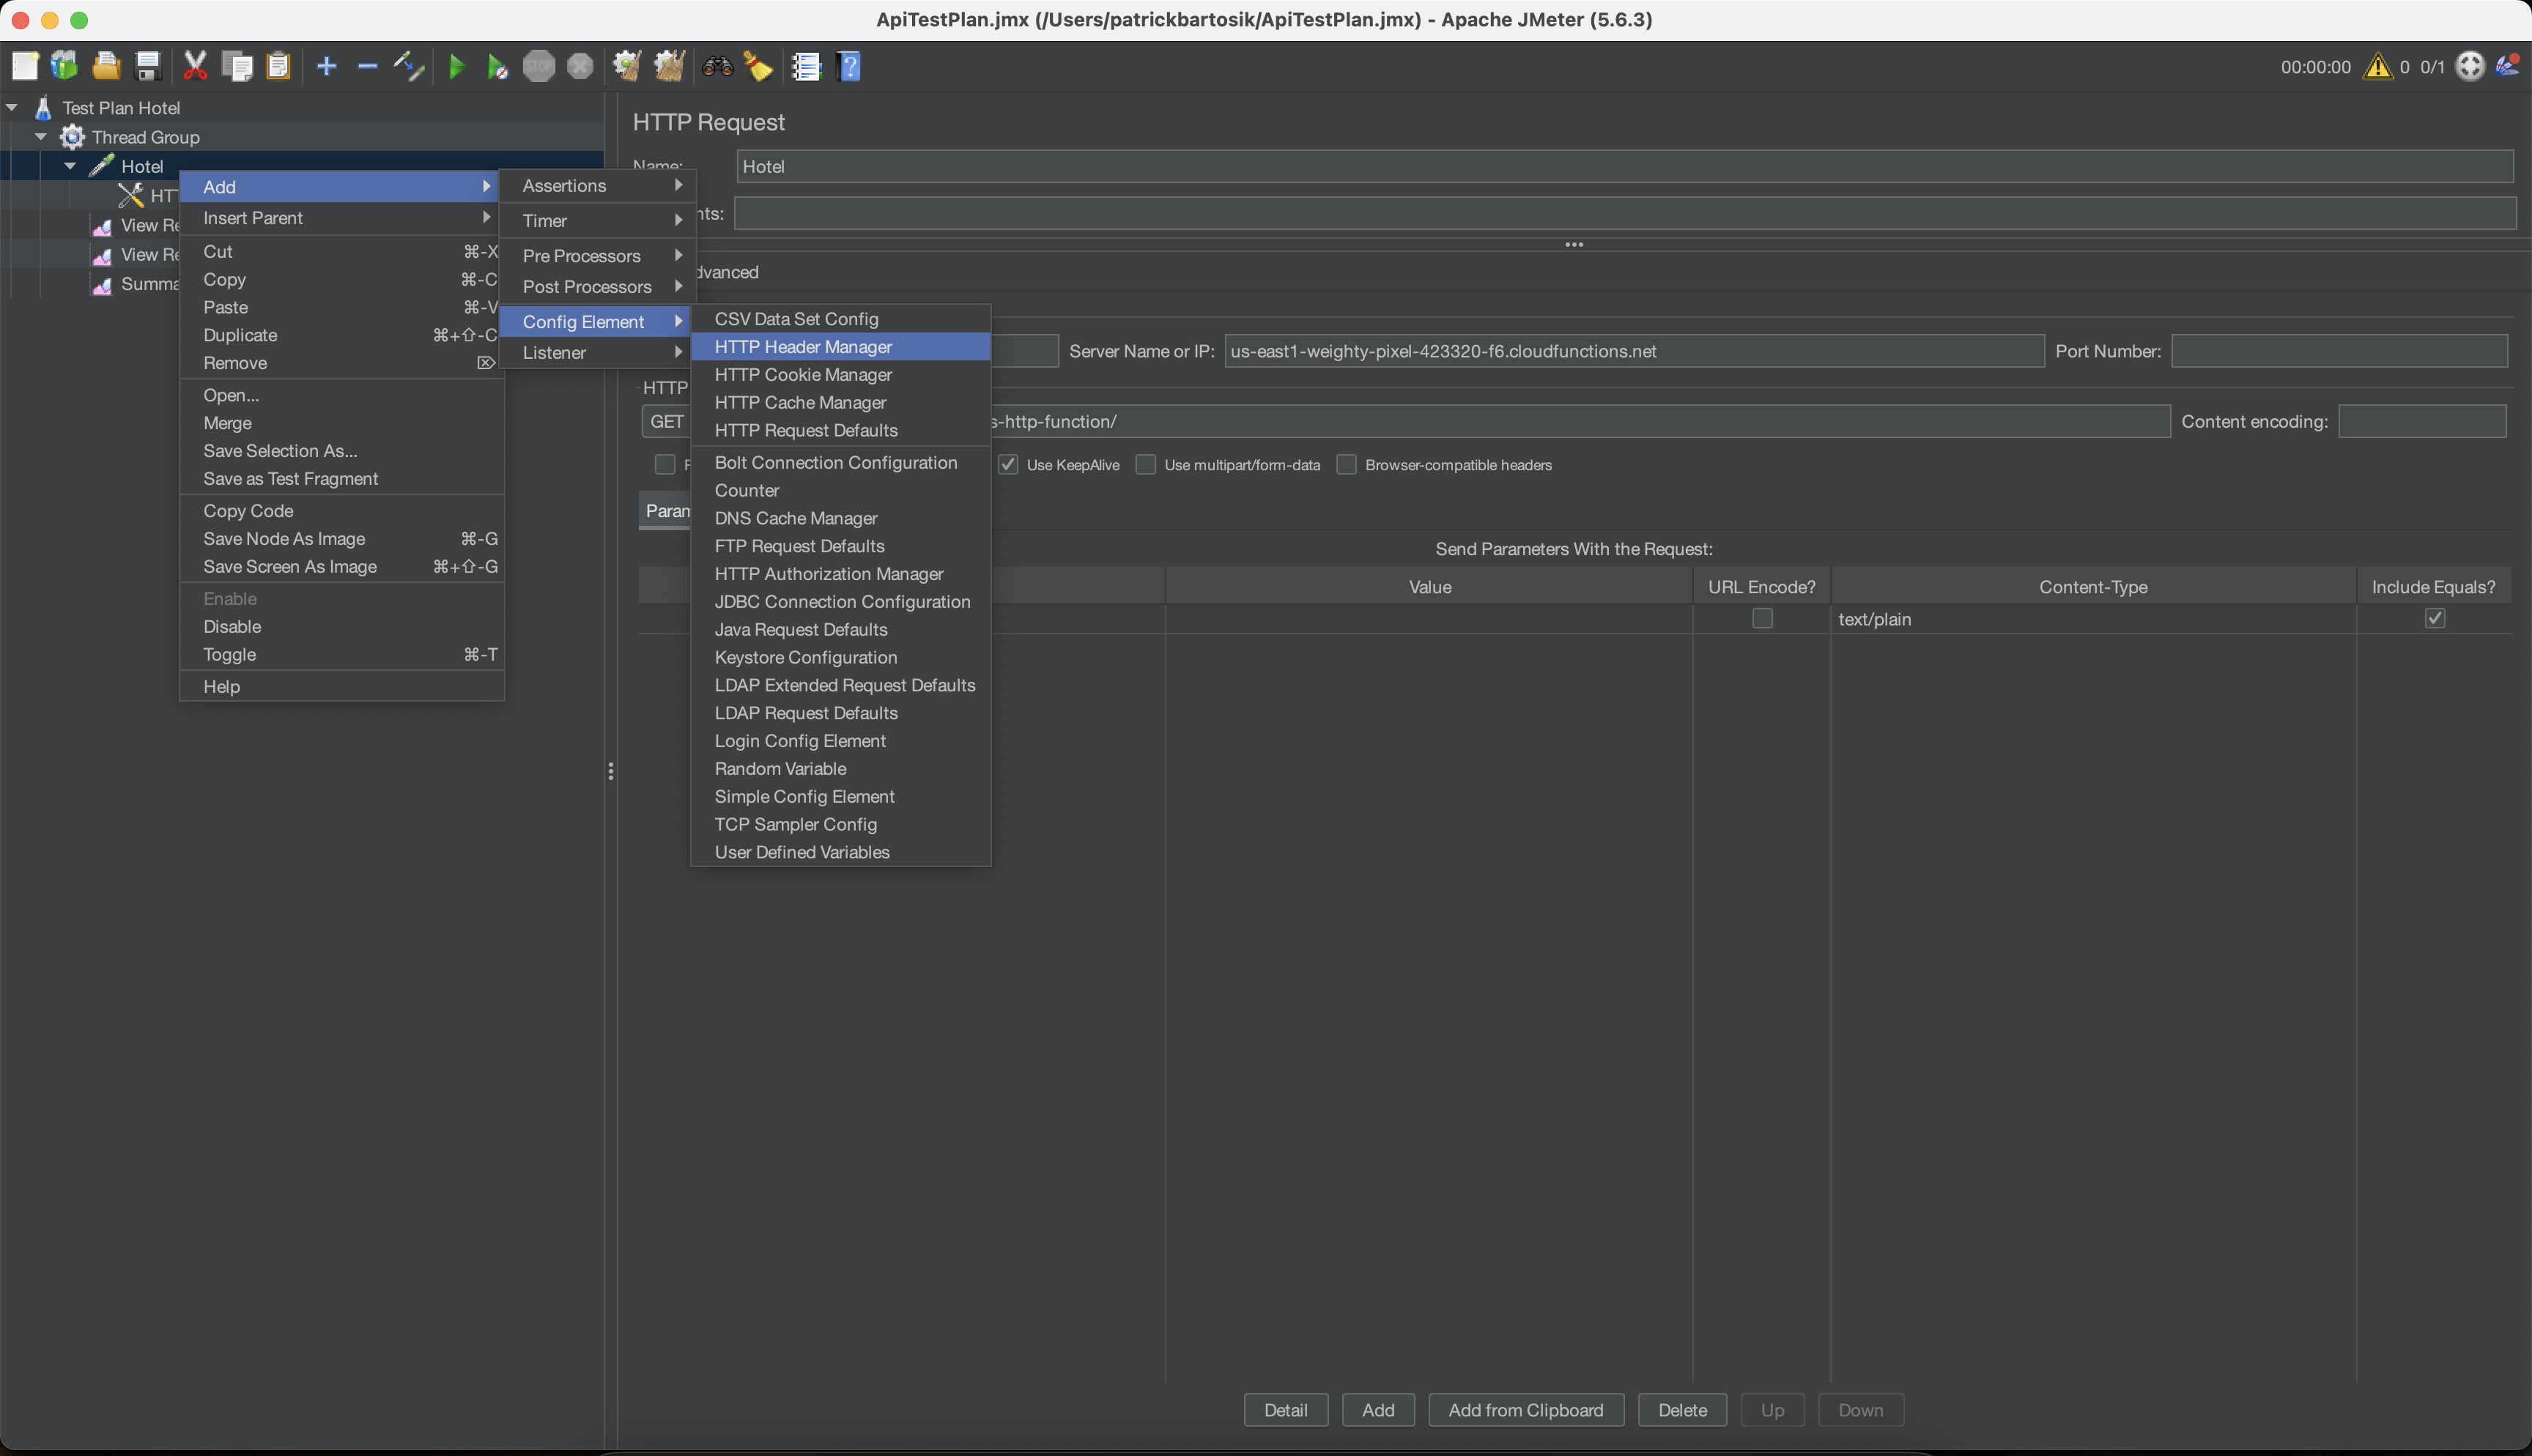 ApiTestPlan.jmx (/Users/patrickbartosik/ApiTestPlan.jmx) - Apache JMeter (5.6.3)
STOP
00:00:00 0 0/1
Test Plan Hotel
Thread Group
Hotel
HT
View Re
View Re
Summa
Add
Insert Parent
Cut ⌘-X
Copy ⌘-C
Paste ⌘-V
Duplicate ⌘+⇧-C
Remove ⌦
Open...
Merge
Save Selection As...
Save as Test Fragment
Copy Code
Save Node As Image ⌘-G
Save Screen As Image ⌘+⇧-G
Enable
Disable
Toggle ⌘-T
Help
Assertions
Timer
Pre Processors
Post Processors
Config Element
Listener
CSV Data Set Config
HTTP Header Manager
HTTP Cookie Manager
HTTP Cache Manager
HTTP Request Defaults
Bolt Connection Configuration
Counter
DNS Cache Manager
FTP Request Defaults
HTTP Authorization Manager
JDBC Connection Configuration
Java Request Defaults
Keystore Configuration
LDAP Extended Request Defaults
LDAP Request Defaults
Login Config Element
Random Variable
Simple Config Element
TCP Sampler Config
User Defined Variables
HTTP Request
Name: Hotel
nts:
dvanced
Server Name or IP: us-east1-weighty-pixel-423320-f6.cloudfunctions.net Port Number:
HTTP
GET s-http-function/ Content encoding:
Use KeepAlive Use multipart/form-data Browser-compatible headers
Param
Send Parameters With the Request:
Value URL Encode? Content-Type Include Equals?
text/plain
Detail Add Add from Clipboard Delete Up Down